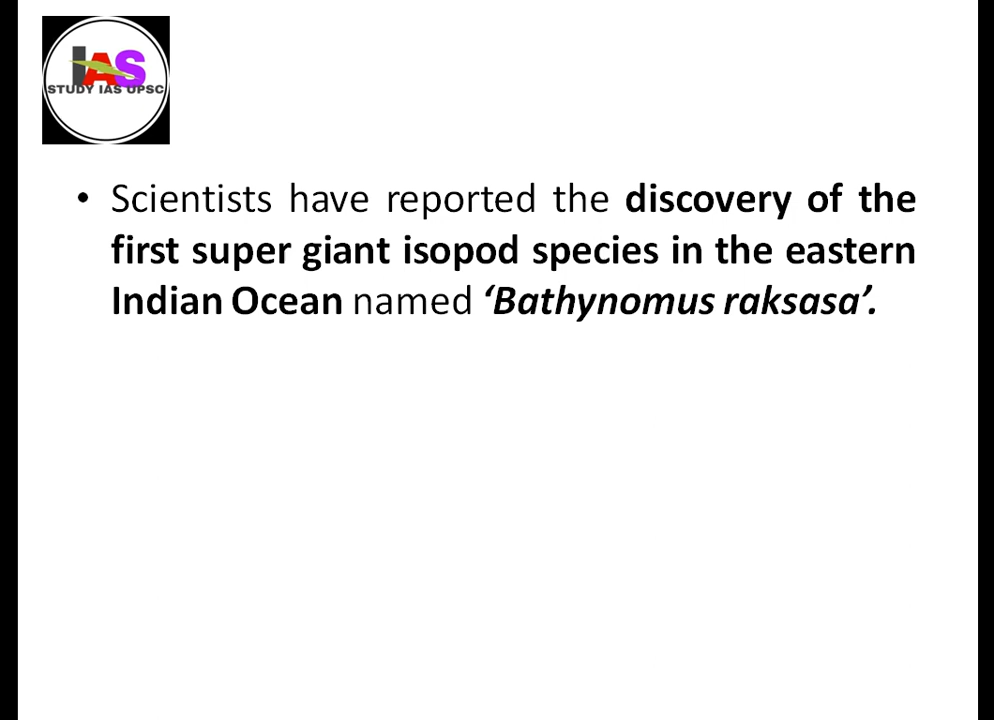 IAS
STUDY IAS UPSC
• Scientists have reported the discovery of the
first super giant isopod species in the eastern
Indian Ocean named ‘Bathynomus raksasa’.